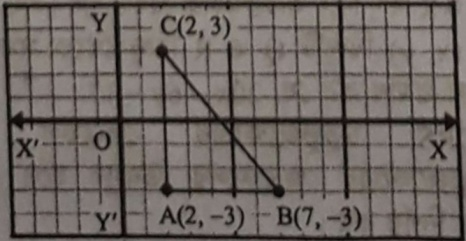 Y C(2, 3)
X' O X
Y' A(2, –3) B(7, –3)